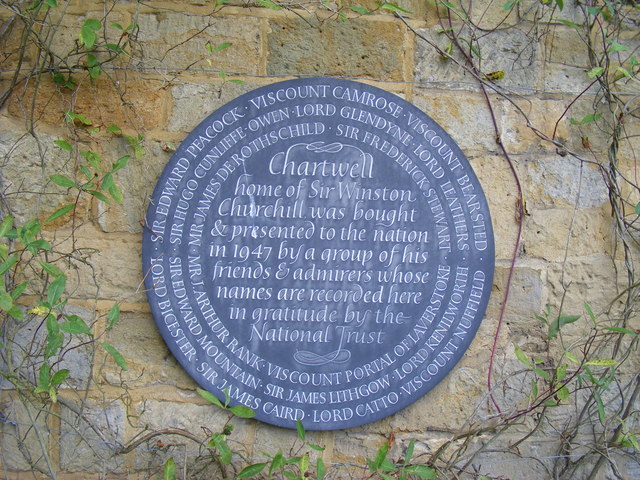 Chartwell
home of Sir Winston
Churchill was bought
& presented to the nation
in 1947 by a group of his
friends & admirers whose
names are recorded here
in gratitude by the
National Trust
SIR EDWARD PEACOCK · VISCOUNT CAMROSE · VISCOUNT BEARSTED · VISCOUNT NUFFIELD · LORD CATTO · SIR JAMES CAIRD · LORD BICESTER ·
SIR HUGO CUNLIFFE-OWEN · LORD GLENDYNE · LORD LEATHERS · LORD KENILWORTH · SIR JAMES LITHGOW · SIR EDWARD MOUNTAIN ·
MR JAMES DE ROTHSCHILD · SIR FREDERICK STEWART · VISCOUNT PORTAL OF LAVERSTOKE · SIR J. ARTHUR RANK ·